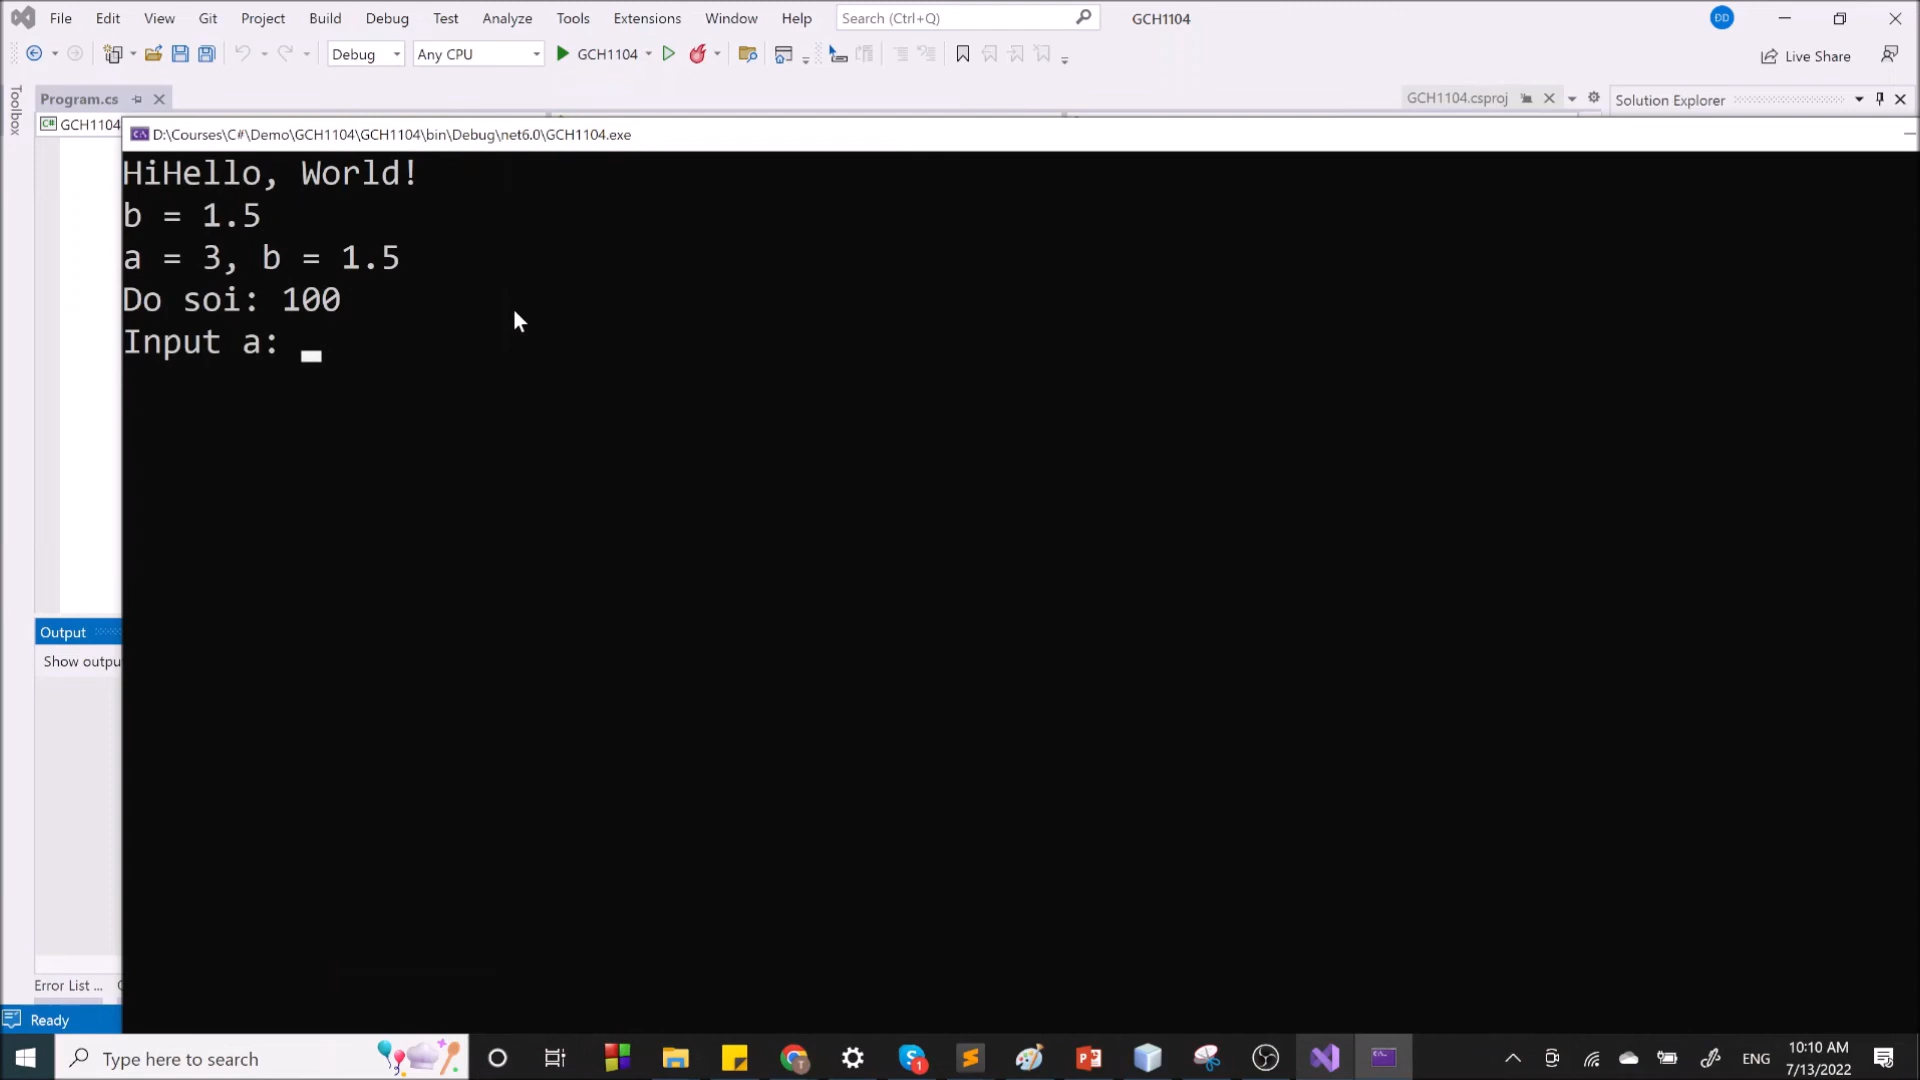 File Edit View Git Project Build Debug Test Analyze Tools Extensions Window Help Search (Ctrl+Q) GCH1104 ĐD
Debug Any CPU GCH1104 Live Share
Toolbox
Program.cs GCH1104.csproj Solution Explorer
GCH1104
D:\Courses\C#\Demo\GCH1104\GCH1104\bin\Debug\net6.0\GCH1104.exe
HiHello, World!
b = 1.5
a = 3, b = 1.5
Do soi: 100
Input a:
Output
Show outpu
Error List ...
Ready
Type here to search
ENG 10:10 AM
7/13/2022